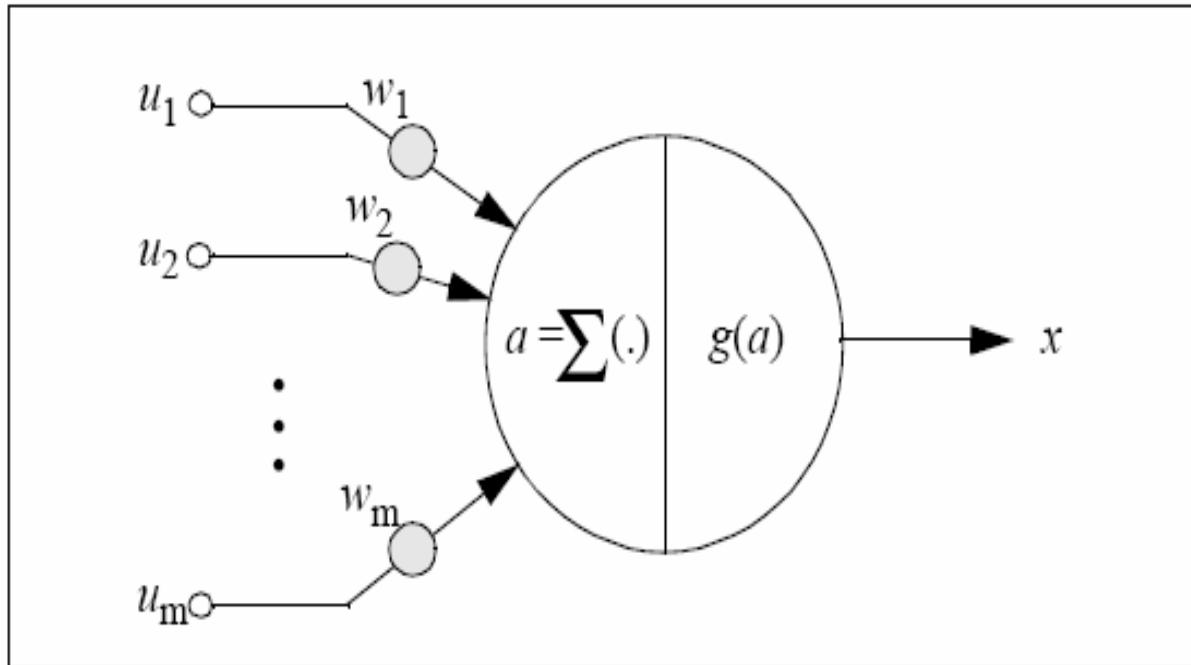 u₁ w₁
u₂ w₂
a = ∑(.) g(a) x
wₘ
uₘ